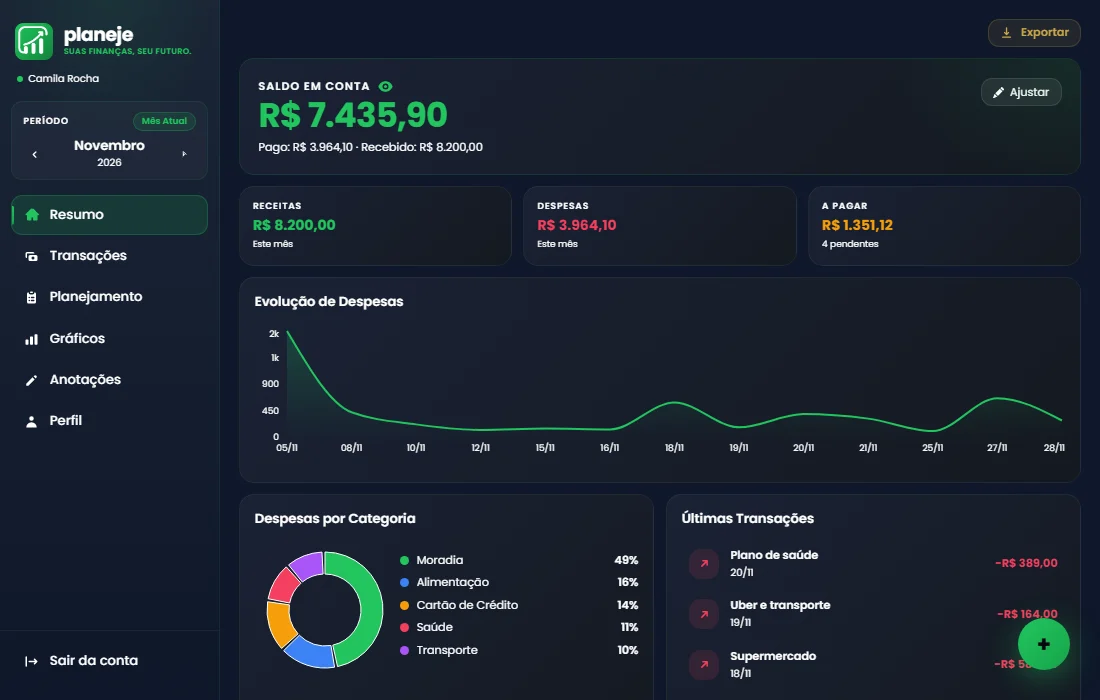 planeje
SUAS FINANÇAS, SEU FUTURO.
Camila Rocha
PERÍODO
Mês Atual
Novembro
2026
Resumo
Transações
Planejamento
Gráficos
Anotações
Perfil
Sair da conta
Exportar
SALDO EM CONTA
Ajustar
R$ 7.435,90
Pago: R$ 3.964,10 · Recebido: R$ 8.200,00
RECEITAS
R$ 8.200,00
Este mês
DESPESAS
R$ 3.964,10
Este mês
A PAGAR
R$ 1.351,12
4 pendentes
Evolução de Despesas
2k
1k
900
450
0
05/11 08/11 10/11 12/11 15/11 16/11 18/11 19/11 20/11 21/11 25/11 27/11 28/11
Despesas por Categoria
Moradia 49%
Alimentação 16%
Cartão de Crédito 14%
Saúde 11%
Transporte 10%
Últimas Transações
Plano de saúde
20/11
-R$ 389,00
Uber e transporte
19/11
-R$ 164,00
Supermercado
18/11
-R$